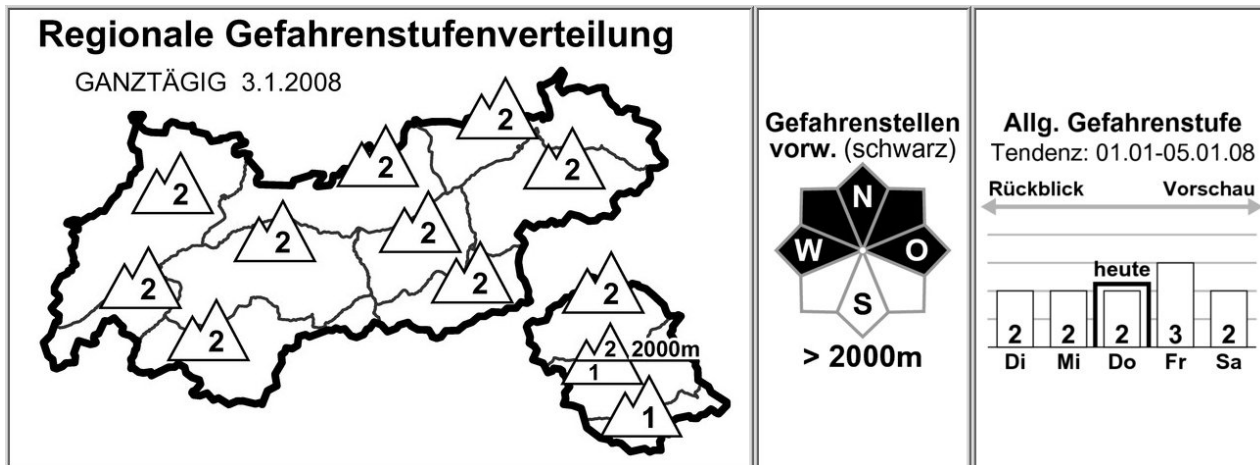 Regionale Gefahrenstufenverteilung
GANZTÄGIG 3.1.2008
2
2
2
2
2
2
2
2
2
2
2
2 2000m
1
1
Gefahrenstellen
vorw. (schwarz)
N
W O
S
> 2000m
Allg. Gefahrenstufe
Tendenz: 01.01-05.01.08
Rückblick Vorschau
heute
2 2 2 3 2
Di Mi Do Fr Sa